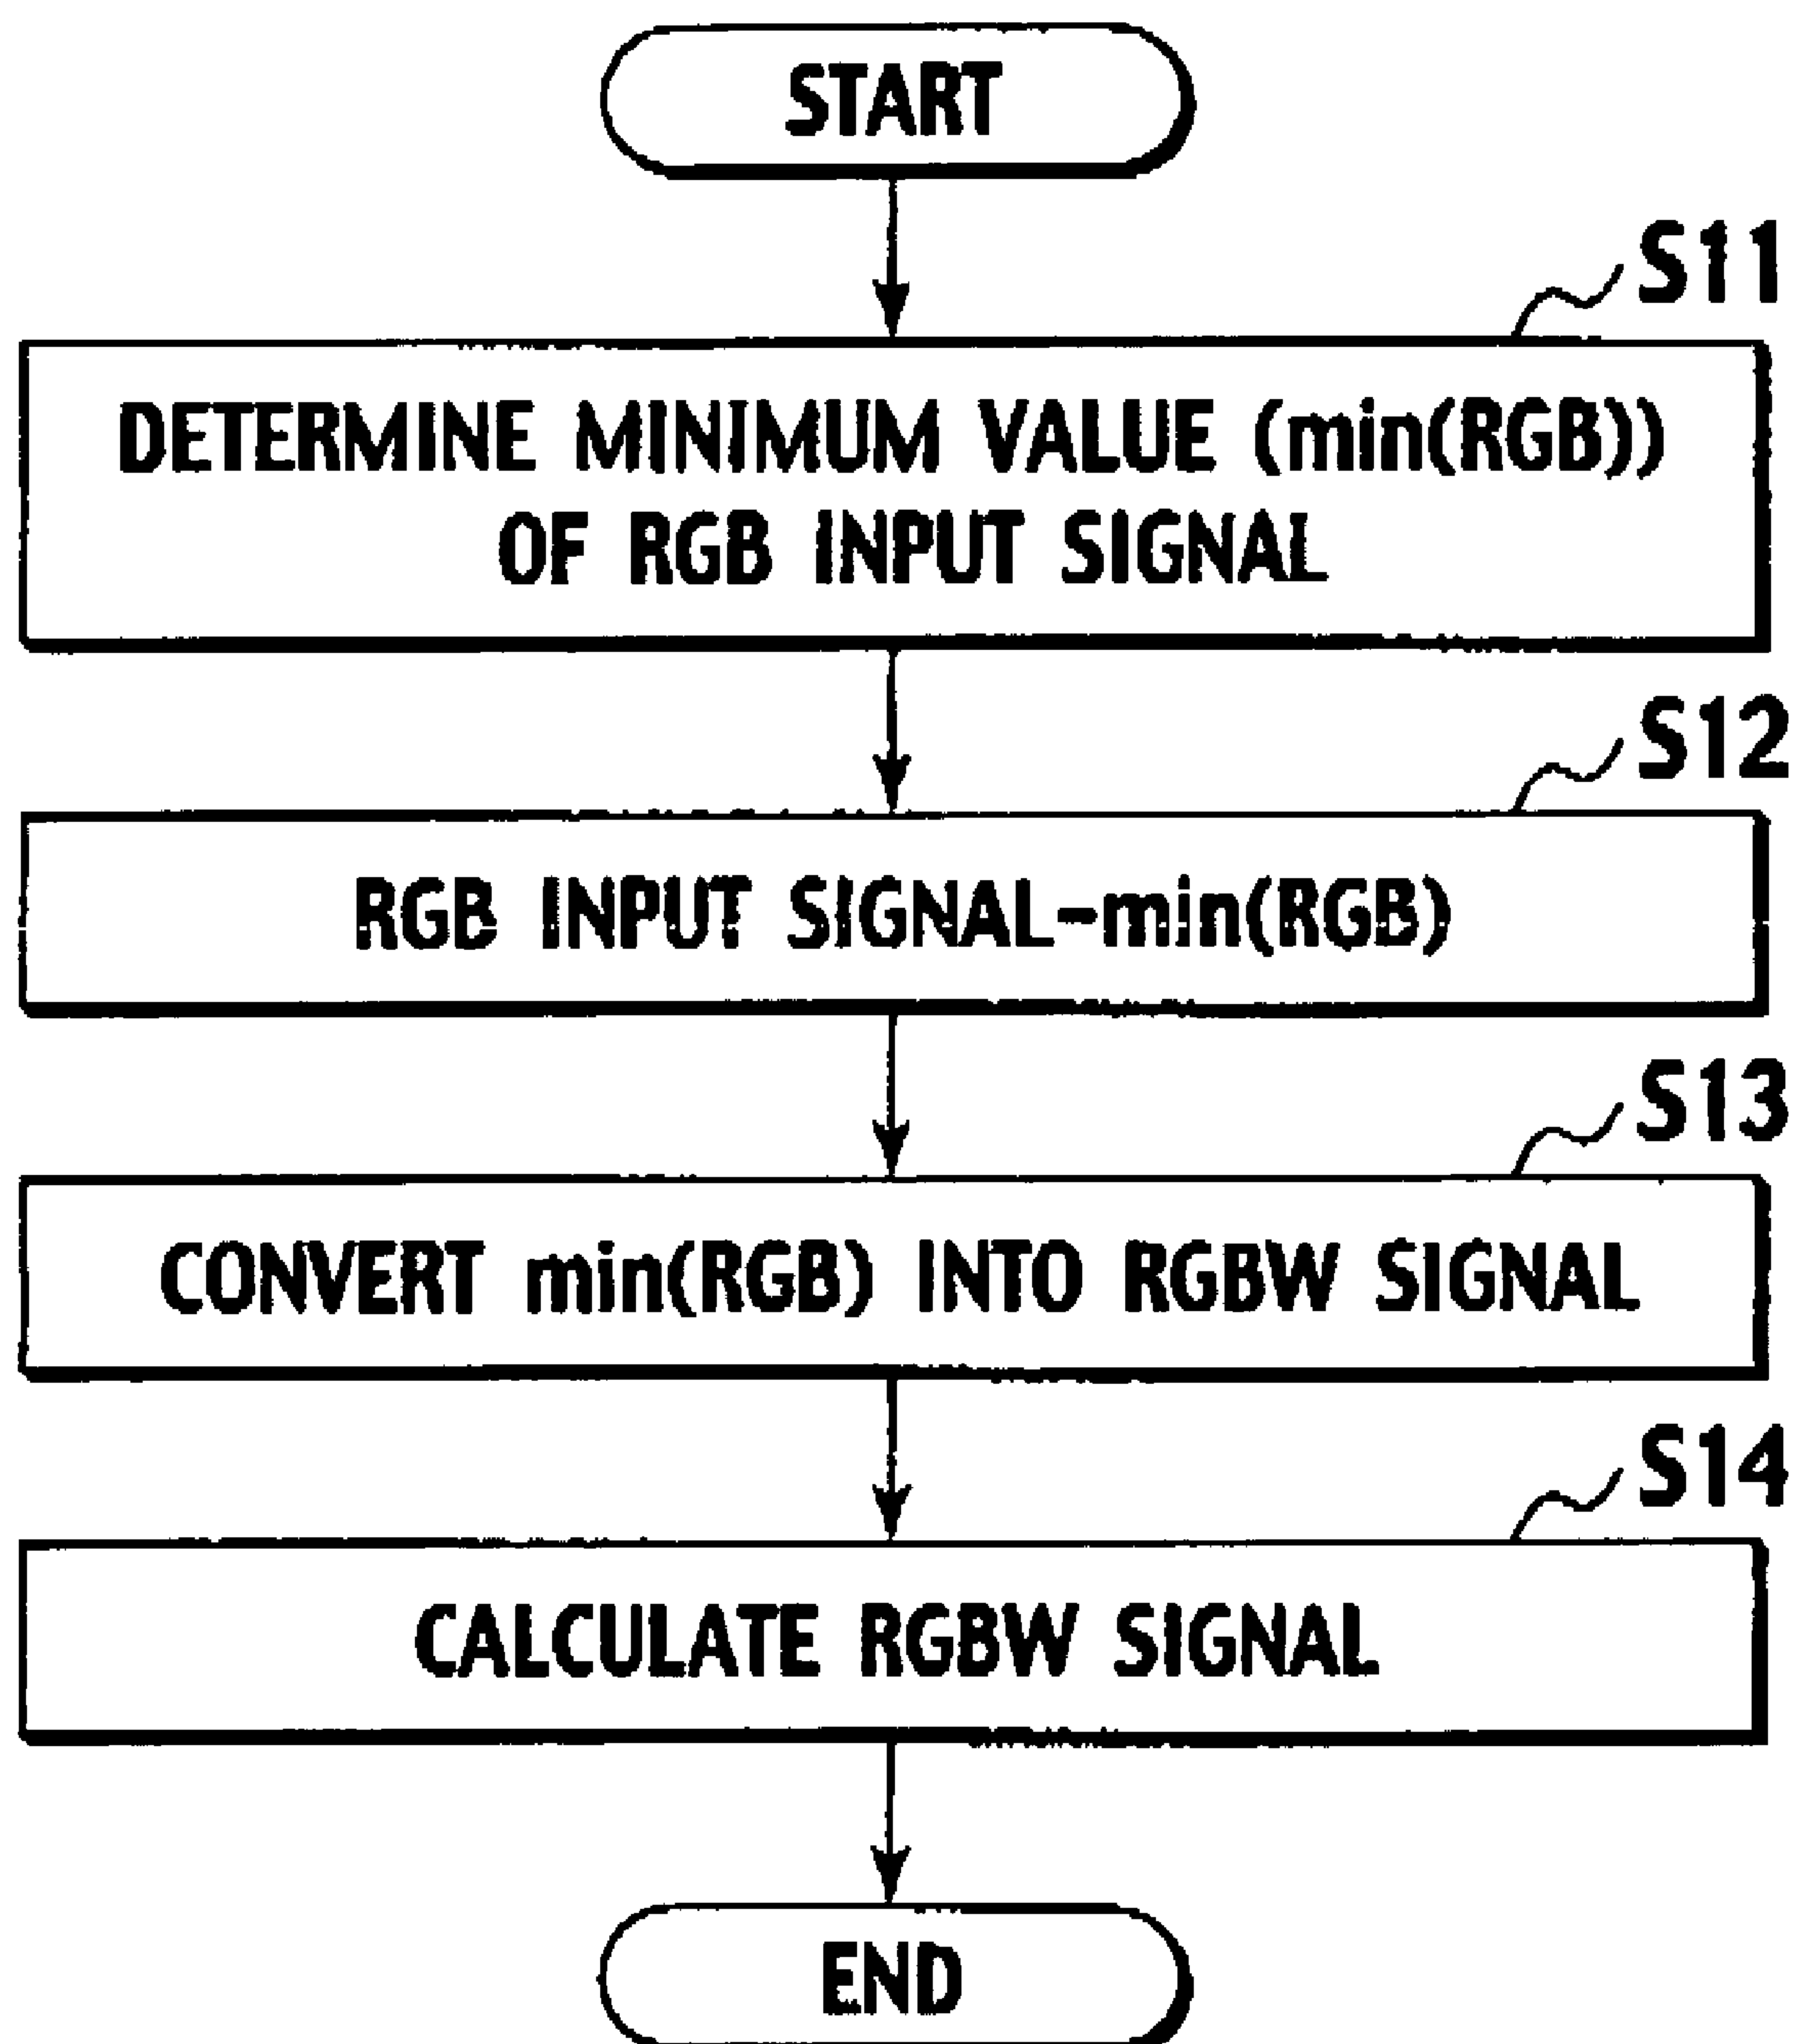 START
S11
DETERMINE MINIMUM VALUE (min(RGB))
OF RGB INPUT SIGNAL
S12
RGB INPUT SIGNAL-min(RGB)
S13
CONVERT min(RGB) INTO RGBW SIGNAL
S14
CALCULATE RGBW SIGNAL
END